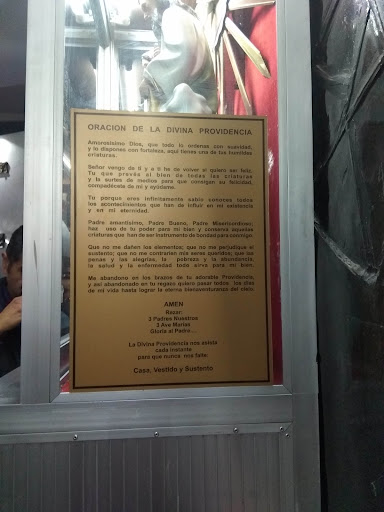 ORACION DE LA DIVINA PROVIDENCIA
Amorosísimo Dios, que todo lo ordenas con suavidad,
y lo dispones con fortaleza, aquí tienes una de tus humildes
criaturas.
Señor vengo de ti y a ti he de volver si quiero ser feliz.
Tu que prevés el bien de todas las criaturas
y la surtes de medios para que consigan su felicidad,
compadécete de mí y ayúdame.
Tu porque eres infinitamente sabio conoces todos
los acontecimientos que han de influir en mi existencia
y en mi eternidad.
Padre amantísimo, Padre Bueno, Padre Misericordioso:
haz uso de tu poder para mi bien y conserva aquellas
criaturas que han de ser instrumento de bondad para conmigo.
Que no me dañen los elementos; que no me perjudique el
sustento; que no me contrarien mis seres queridos; que las
penas y las alegrías, la pobreza y la abundancia,
la salud y la enfermedad todo sirva para mi bien.
Me abandono en los brazos de tu adorable Providencia,
y así abandonado en tu regazo quiero pasar todos los días
de mi vida hasta lograr la eterna bienaventuranza del cielo.
AMEN
Rezar:
3 Padres Nuestros
3 Ave Marías
Gloria al Padre...
La Divina Providencia nos asista
cada instante
para que nunca nos falte:
Casa, Vestido y Sustento